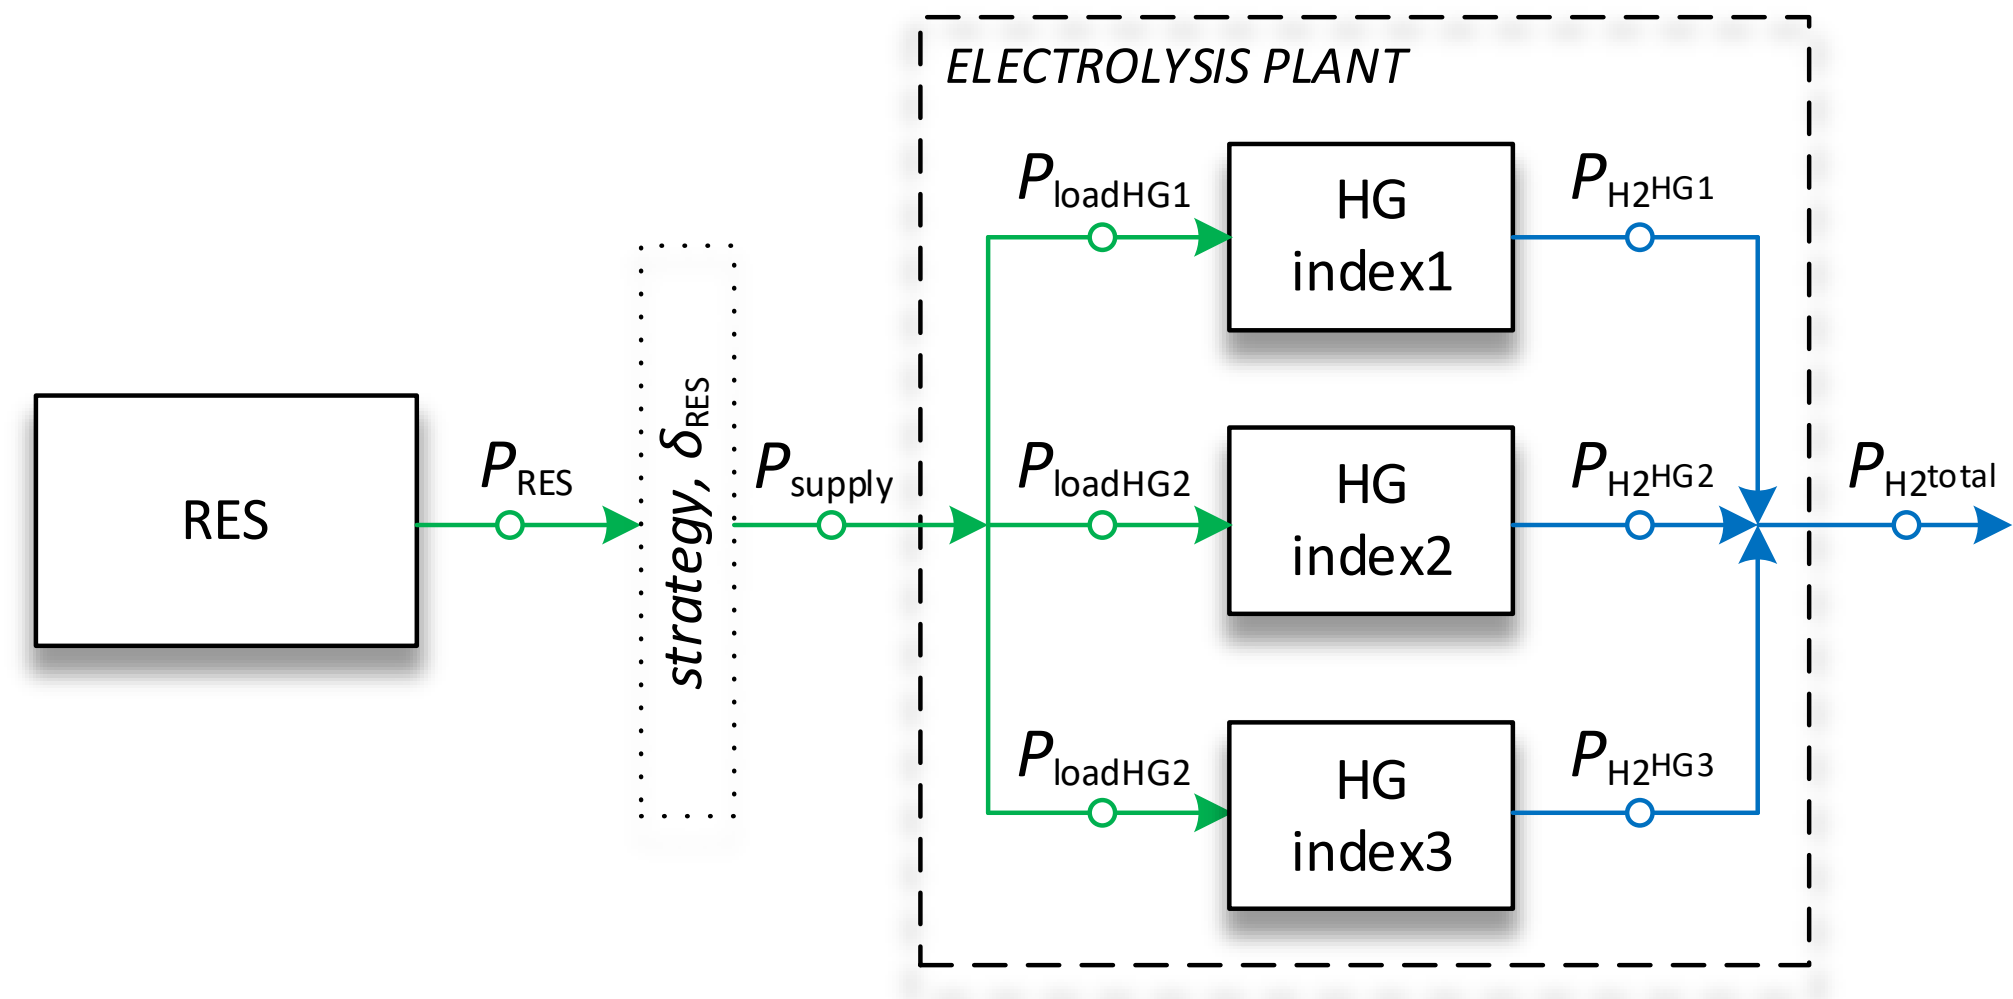 ELECTROLYSIS PLANT
PloadHG1
HG
index1
PH2HG1
RES
PRES
strategy, δRES
Psupply
PloadHG2
HG
index2
PH2HG2
PH2total
PloadHG2
HG
index3
PH2HG3